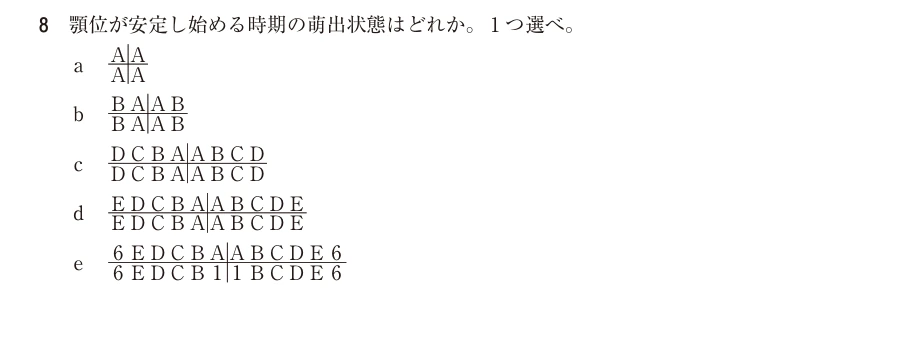 8 顎位が安定し始める時期の萌出状態はどれか。1つ選べ。
a A|A
A|A
b B A|A B
B A|A B
c D C B A|A B C D
D C B A|A B C D
d E D C B A|A B C D E
E D C B A|A B C D E
e 6 E D C B A|A B C D E 6
6 E D C B 1|1 B C D E 6